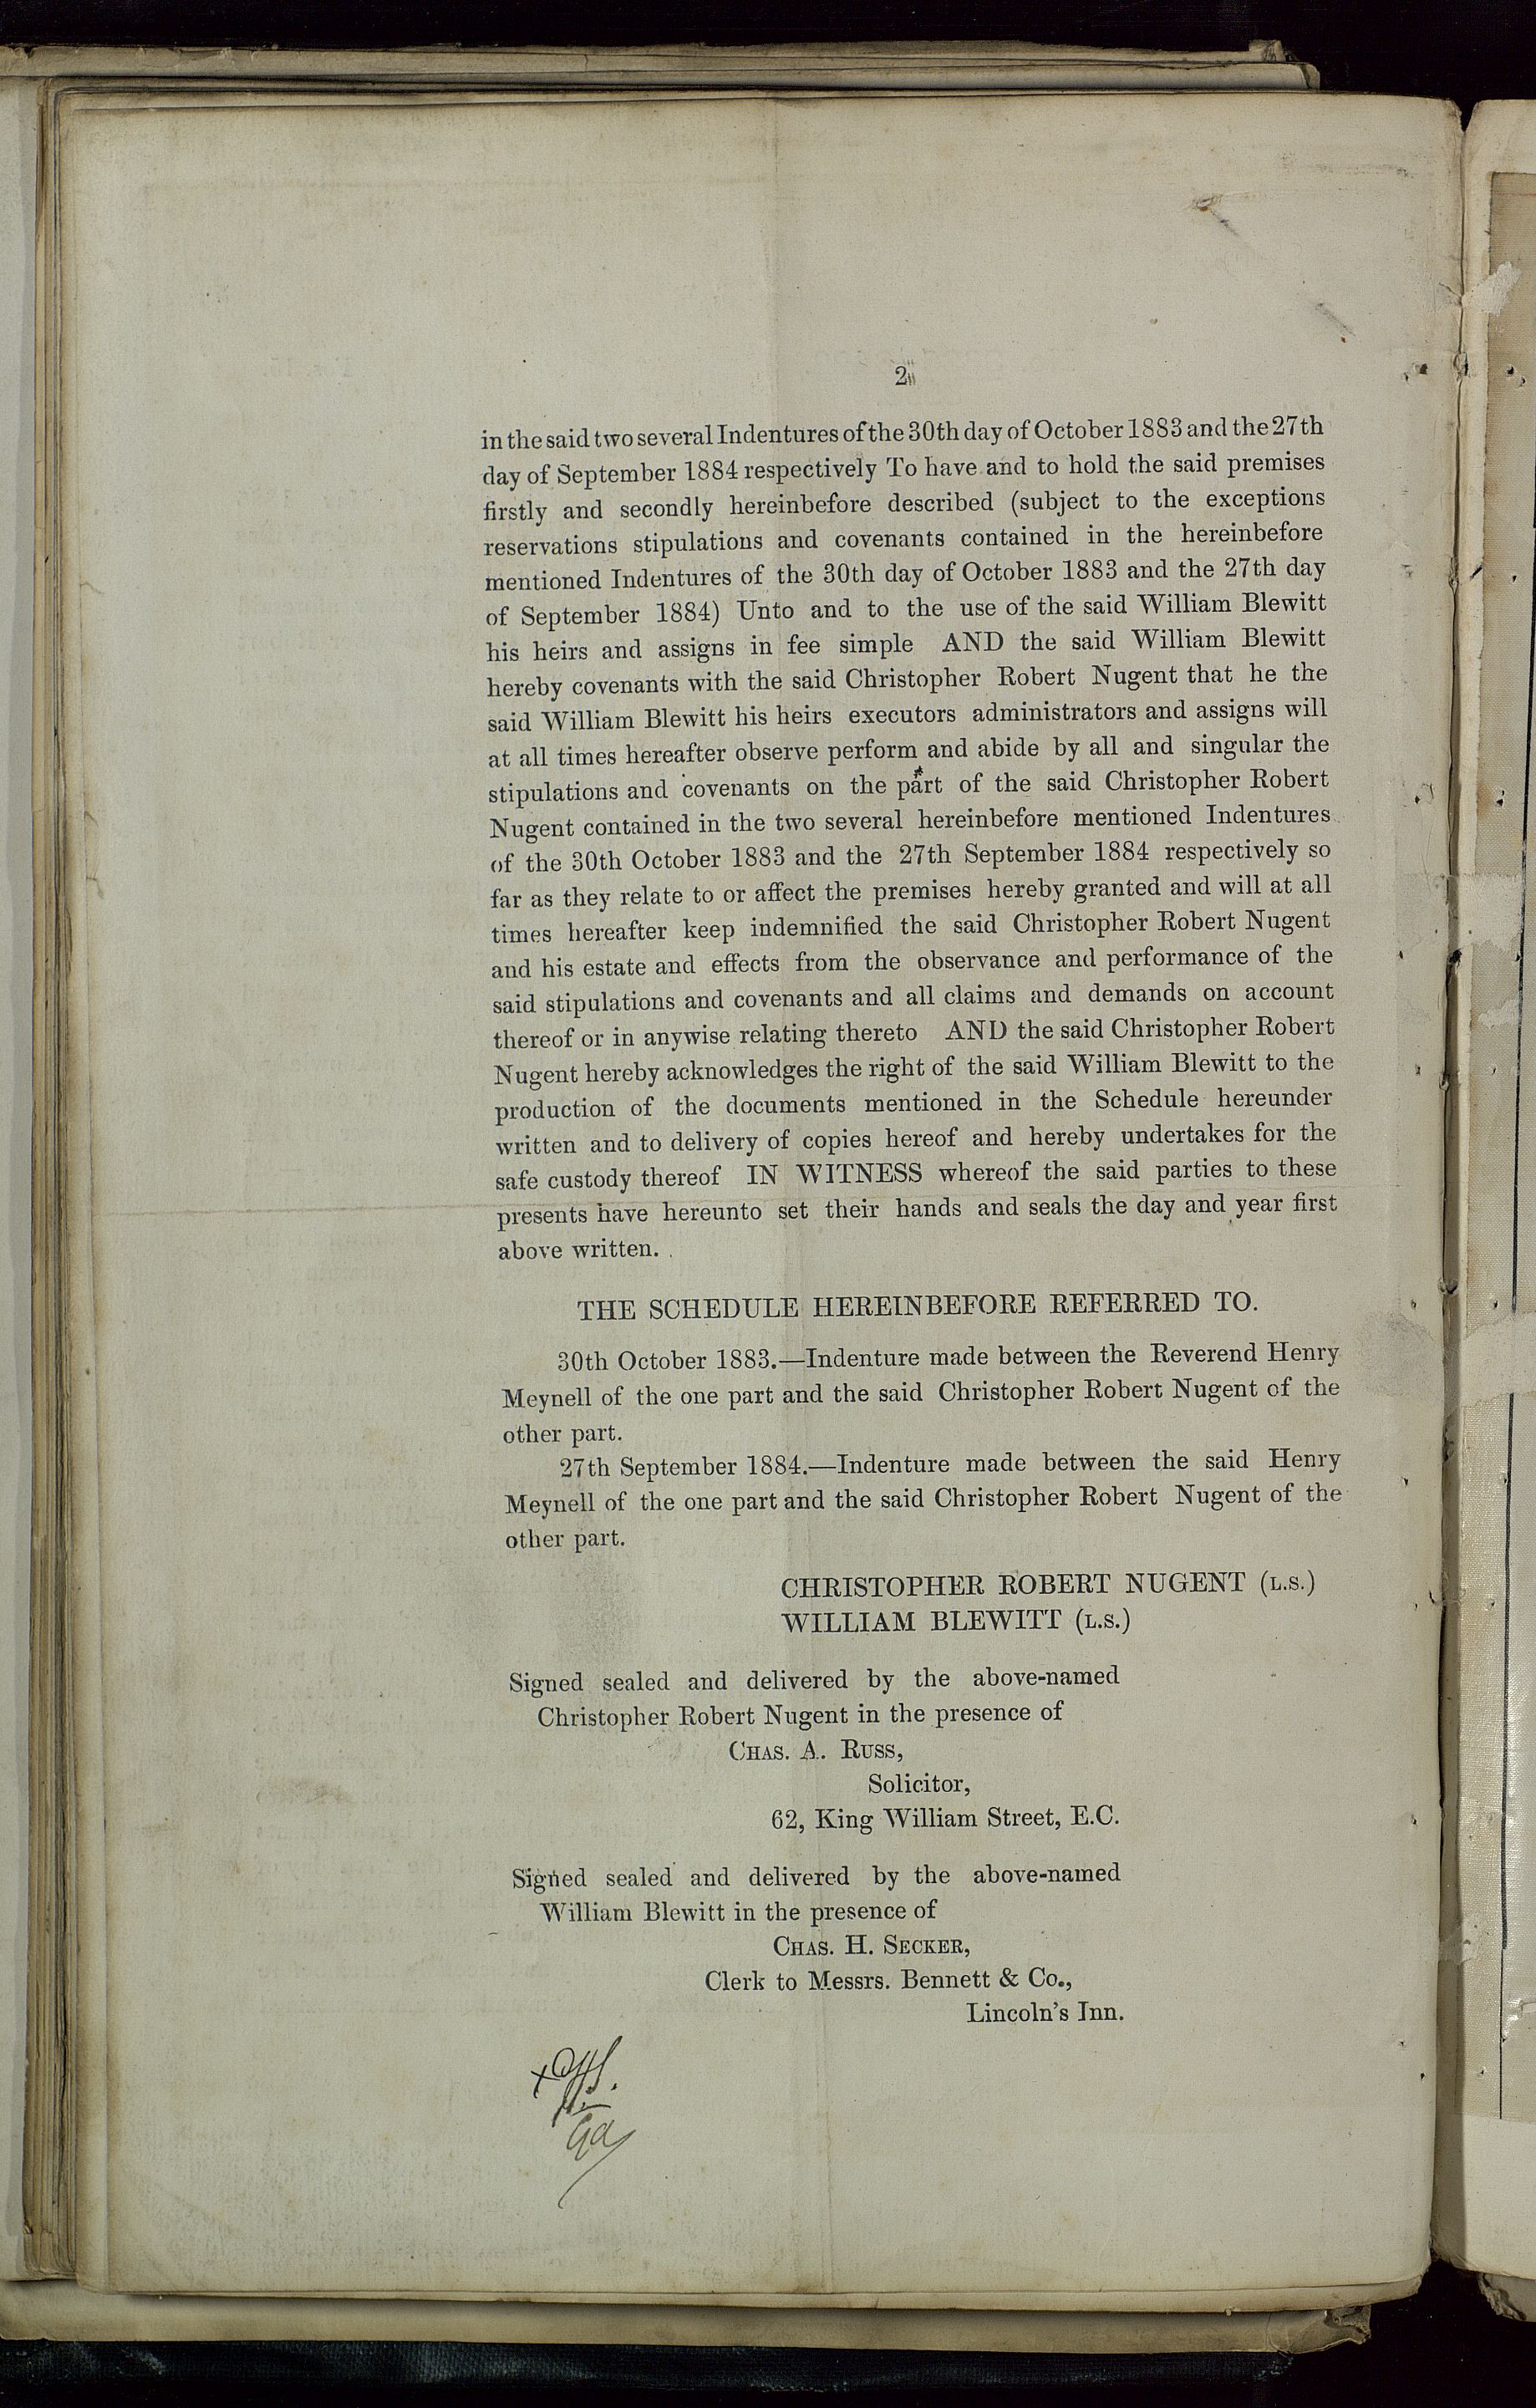 2
in the said two several Indentures of the 30th day of October 1883 and the 27th
day of September 1884 respectively To have and to hold the said premises
firstly and secondly hereinbefore described (subject to the exceptions
reservations stipulations and covenants contained in the hereinbefore
mentioned Indentures of the 30th day of October 1883 and the 27th day
of September 1884) Unto and to the use of the said William Blewitt
his heirs and assigns in fee simple AND the said William Blewitt
hereby covenants with the said Christopher Robert Nugent that he the
said William Blewitt his heirs executors administrators and assigns will
at all times hereafter observe perform and abide by all and singular the
stipulations and covenants on the part of the said Christopher Robert
Nugent contained in the two several hereinbefore mentioned Indentures
of the 30th October 1883 and the 27th September 1884 respectively so
far as they relate to or affect the premises hereby granted and will at all
times hereafter keep indemnified the said Christopher Robert Nugent
and his estate and effects from the observance and performance of the
said stipulations and covenants and all claims and demands on account
thereof or in anywise relating thereto AND the said Christopher Robert
Nugent hereby acknowledges the right of the said William Blewitt to the
production of the documents mentioned in the Schedule hereunder
written and to delivery of copies hereof and hereby undertakes for the
safe custody thereof IN WITNESS whereof the said parties to these
presents have hereunto set their hands and seals the day and year first
above written.
THE SCHEDULE HEREINBEFORE REFERRED TO.
30th October 1883.—Indenture made between the Reverend Henry
Meynell of the one part and the said Christopher Robert Nugent of the
other part.
27th September 1884.—Indenture made between the said Henry
Meynell of the one part and the said Christopher Robert Nugent of the
other part.
CHRISTOPHER ROBERT NUGENT (L.S.)
WILLIAM BLEWITT (L.S.)
Signed sealed and delivered by the above-named
Christopher Robert Nugent in the presence of
CHAS. A. RUSS,
Solicitor,
62, King William Street, E.C.
Signed sealed and delivered by the above-named
William Blewitt in the presence of
CHAS. H. SECKER,
Clerk to Messrs. Bennett & Co.,
Lincoln's Inn.